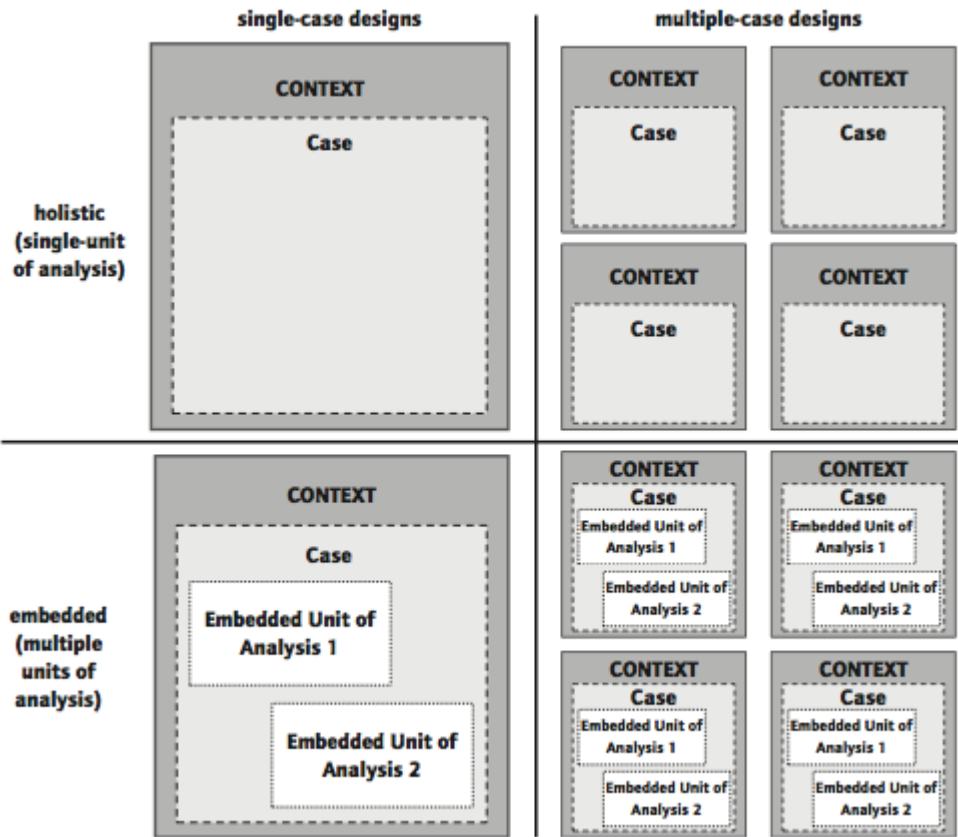 single-case designs
multiple-case designs
holistic
(single-unit
of analysis)
CONTEXT
Case
CONTEXT
Case
CONTEXT
Case
CONTEXT
Case
CONTEXT
Case
embedded
(multiple
units of
analysis)
CONTEXT
Case
Embedded Unit of
Analysis 1
Embedded Unit of
Analysis 2
CONTEXT
Case
Embedded Unit of
Analysis 1
Embedded Unit of
Analysis 2
CONTEXT
Case
Embedded Unit of
Analysis 1
Embedded Unit of
Analysis 2
CONTEXT
Case
Embedded Unit of
Analysis 1
Embedded Unit of
Analysis 2
CONTEXT
Case
Embedded Unit of
Analysis 1
Embedded Unit of
Analysis 2